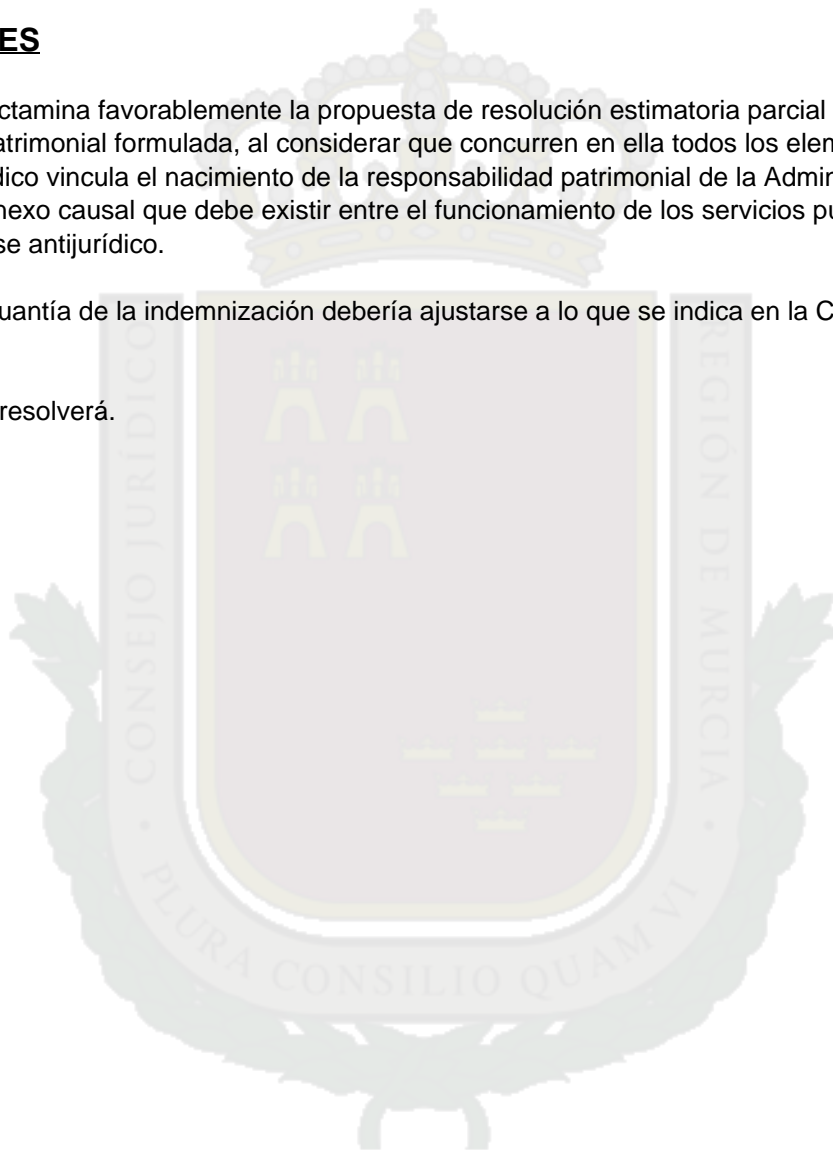 ES
ctamina favorablemente la propuesta de resolución estimatoria parcial
atrimonial formulada, al considerar que concurren en ella todos los elem
dico vincula el nacimiento de la responsabilidad patrimonial de la Admin
nexo causal que debe existir entre el funcionamiento de los servicios pú
se antijurídico.
uantía de la indemnización debería ajustarse a lo que se indica en la C
resolverá.
CONSEJO JURÍDICO
REGIÓN DE MURCIA
PLURA CONSILIO QUAM VI